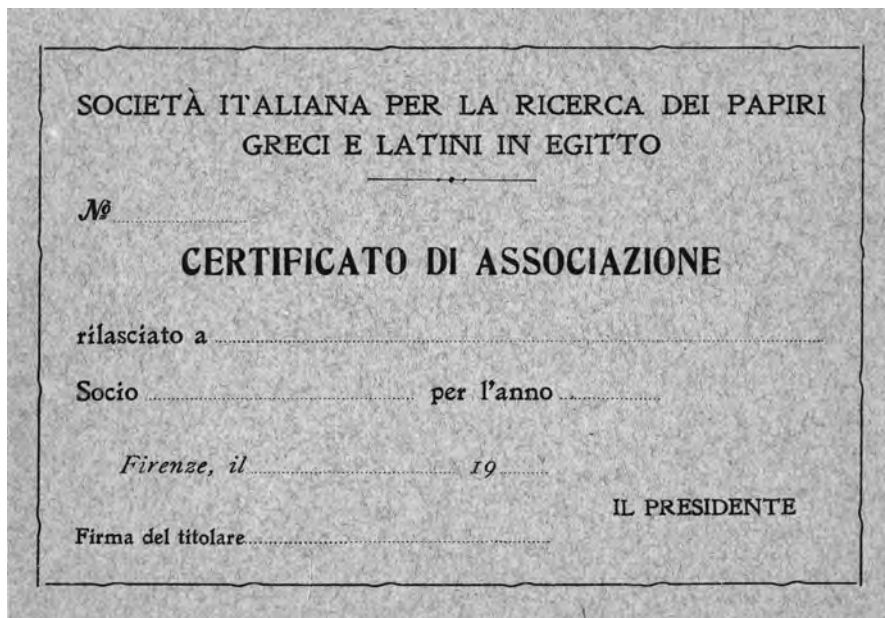 SOCIETÀ ITALIANA PER LA RICERCA DEI PAPIRI
GRECI E LATINI IN EGITTO
Nº
CERTIFICATO DI ASSOCIAZIONE
rilasciato a
Socio per l'anno
Firenze, il 19
IL PRESIDENTE
Firma del titolare